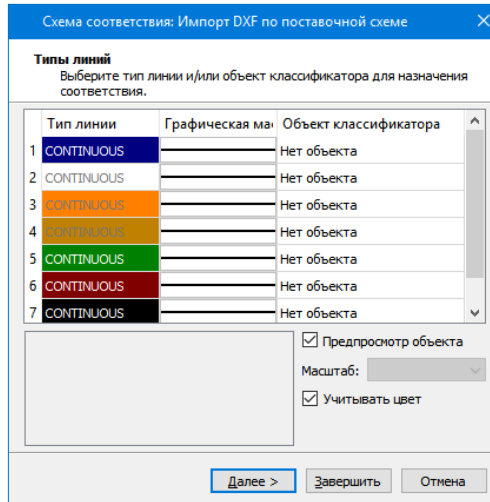 Схема соответствия: Импорт DXF по поставочной схеме
Типы линий
Выберите тип линии и/или объект классификатора для назначения
соответствия.
Тип линии Графическая ма Объект классификатора
1 CONTINUOUS Нет объекта
2 CONTINUOUS Нет объекта
3 CONTINUOUS Нет объекта
4 CONTINUOUS Нет объекта
5 CONTINUOUS Нет объекта
6 CONTINUOUS Нет объекта
7 CONTINUOUS Нет объекта
Предпросмотр объекта
Масштаб:
Учитывать цвет
Далее >
Завершить
Отмена